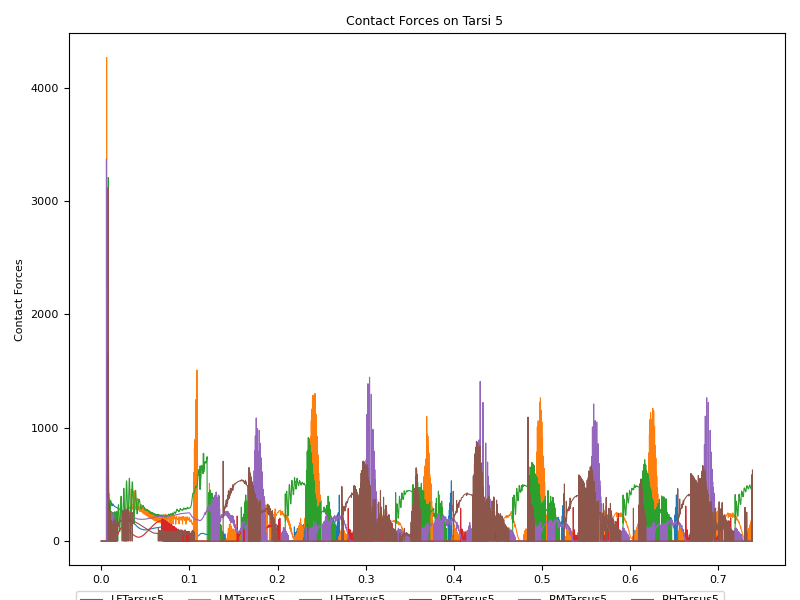 Contact Forces on Tarsi 5
Contact Forces
4000
3000
2000
1000
0
0.0 0.1 0.2 0.3 0.4 0.5 0.6 0.7
LFTarsus5 LMTarsus5 LHTarsus5 RFTarsus5 RMTarsus5 RHTarsus5